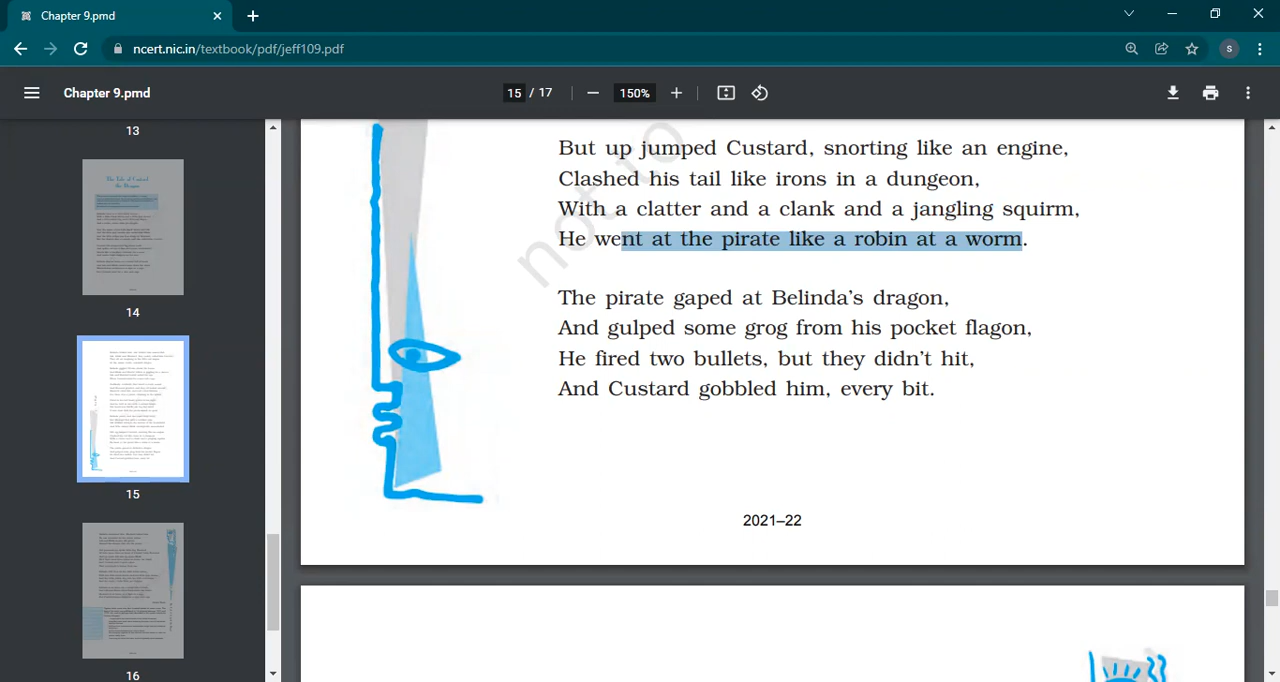 Chapter 9.pmd
ncert.nic.in/textbook/pdf/jeff109.pdf
S
Chapter 9.pmd
15 / 17
150%
13
14
15
16
not to
But up jumped Custard, snorting like an engine,
Clashed his tail like irons in a dungeon,
With a clatter and a clank and a jangling squirm,
He went at the pirate like a robin at a worm.
The pirate gaped at Belinda's dragon,
And gulped some grog from his pocket flagon,
He fired two bullets, but they didn't hit,
And Custard gobbled him, every bit.
2021–22